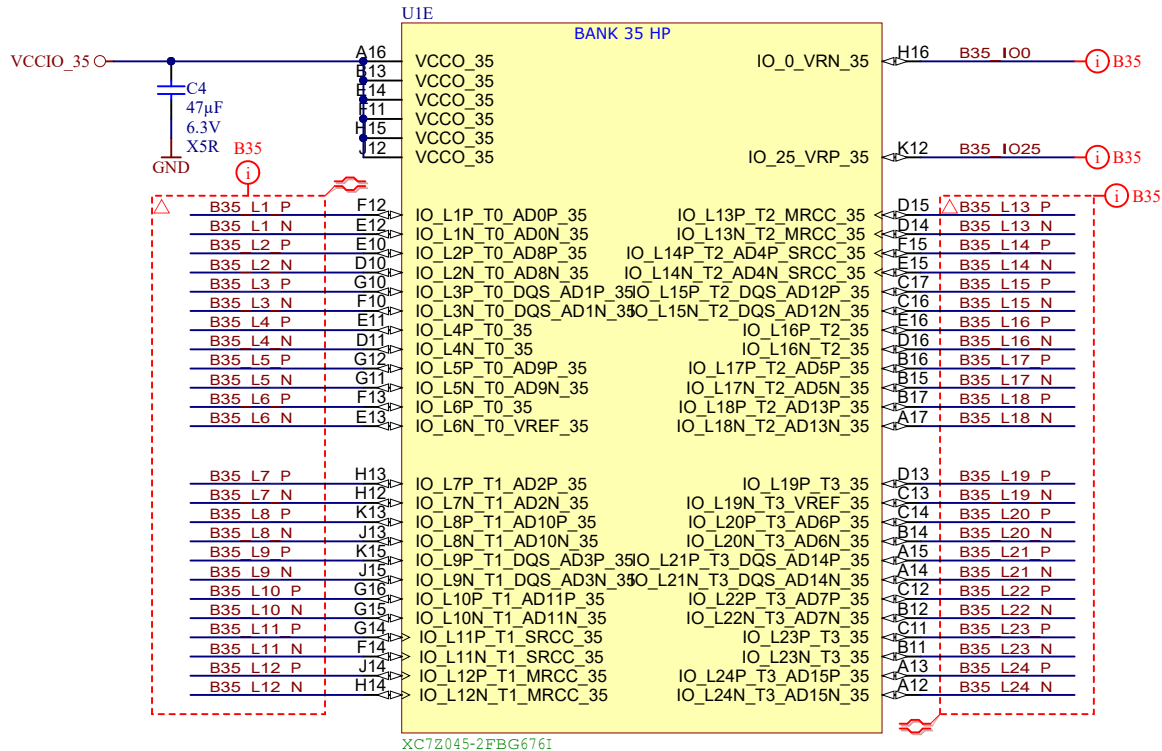 U1E
BANK 35 HP
VCCIO_35
A16 VCCO_35
B13 VCCO_35
E14 VCCO_35
F11 VCCO_35
H15 VCCO_35
J12 VCCO_35
C4
47µF
6.3V
X5R
GND
IO_0_VRN_35 H16 B35_IO0 i B35
IO_25_VRP_35 K12 B35_IO25 i B35
B35
i
i B35
B35_L1_P F12 IO_L1P_T0_AD0P_35
B35_L1_N E12 IO_L1N_T0_AD0N_35
B35_L2_P E10 IO_L2P_T0_AD8P_35
B35_L2_N D10 IO_L2N_T0_AD8N_35
B35_L3_P G10 IO_L3P_T0_DQS_AD1P_35
B35_L3_N F10 IO_L3N_T0_DQS_AD1N_35
B35_L4_P E11 IO_L4P_T0_35
B35_L4_N D11 IO_L4N_T0_35
B35_L5_P G12 IO_L5P_T0_AD9P_35
B35_L5_N G11 IO_L5N_T0_AD9N_35
B35_L6_P F13 IO_L6P_T0_35
B35_L6_N E13 IO_L6N_T0_VREF_35
B35_L7_P H13 IO_L7P_T1_AD2P_35
B35_L7_N H12 IO_L7N_T1_AD2N_35
B35_L8_P K13 IO_L8P_T1_AD10P_35
B35_L8_N J13 IO_L8N_T1_AD10N_35
B35_L9_P K15 IO_L9P_T1_DQS_AD3P_35
B35_L9_N J15 IO_L9N_T1_DQS_AD3N_35
B35_L10_P G16 IO_L10P_T1_AD11P_35
B35_L10_N G15 IO_L10N_T1_AD11N_35
B35_L11_P G14 IO_L11P_T1_SRCC_35
B35_L11_N F14 IO_L11N_T1_SRCC_35
B35_L12_P J14 IO_L12P_T1_MRCC_35
B35_L12_N H14 IO_L12N_T1_MRCC_35
IO_L13P_T2_MRCC_35 D15 B35_L13_P
IO_L13N_T2_MRCC_35 D14 B35_L13_N
IO_L14P_T2_AD4P_SRCC_35 F15 B35_L14_P
IO_L14N_T2_AD4N_SRCC_35 E15 B35_L14_N
IO_L15P_T2_DQS_AD12P_35 C17 B35_L15_P
IO_L15N_T2_DQS_AD12N_35 C16 B35_L15_N
IO_L16P_T2_35 E16 B35_L16_P
IO_L16N_T2_35 D16 B35_L16_N
IO_L17P_T2_AD5P_35 B16 B35_L17_P
IO_L17N_T2_AD5N_35 B15 B35_L17_N
IO_L18P_T2_AD13P_35 B17 B35_L18_P
IO_L18N_T2_AD13N_35 A17 B35_L18_N
IO_L19P_T3_35 D13 B35_L19_P
IO_L19N_T3_VREF_35 C13 B35_L19_N
IO_L20P_T3_AD6P_35 C14 B35_L20_P
IO_L20N_T3_AD6N_35 B14 B35_L20_N
IO_L21P_T3_DQS_AD14P_35 A15 B35_L21_P
IO_L21N_T3_DQS_AD14N_35 A14 B35_L21_N
IO_L22P_T3_AD7P_35 C12 B35_L22_P
IO_L22N_T3_AD7N_35 B12 B35_L22_N
IO_L23P_T3_35 C11 B35_L23_P
IO_L23N_T3_35 B11 B35_L23_N
IO_L24P_T3_AD15P_35 A13 B35_L24_P
IO_L24N_T3_AD15N_35 A12 B35_L24_N
XC7Z045-2FBG676I